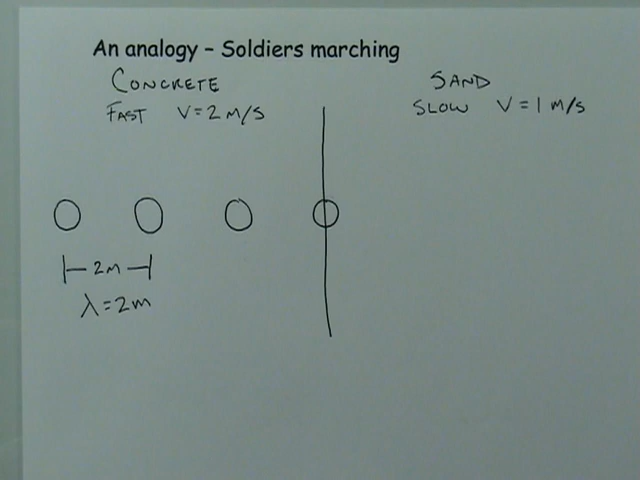 An analogy – Soldiers marching
CONCRETE
FAST V=2 M/S
SAND
SLOW V=1 M/S
2M
λ=2m